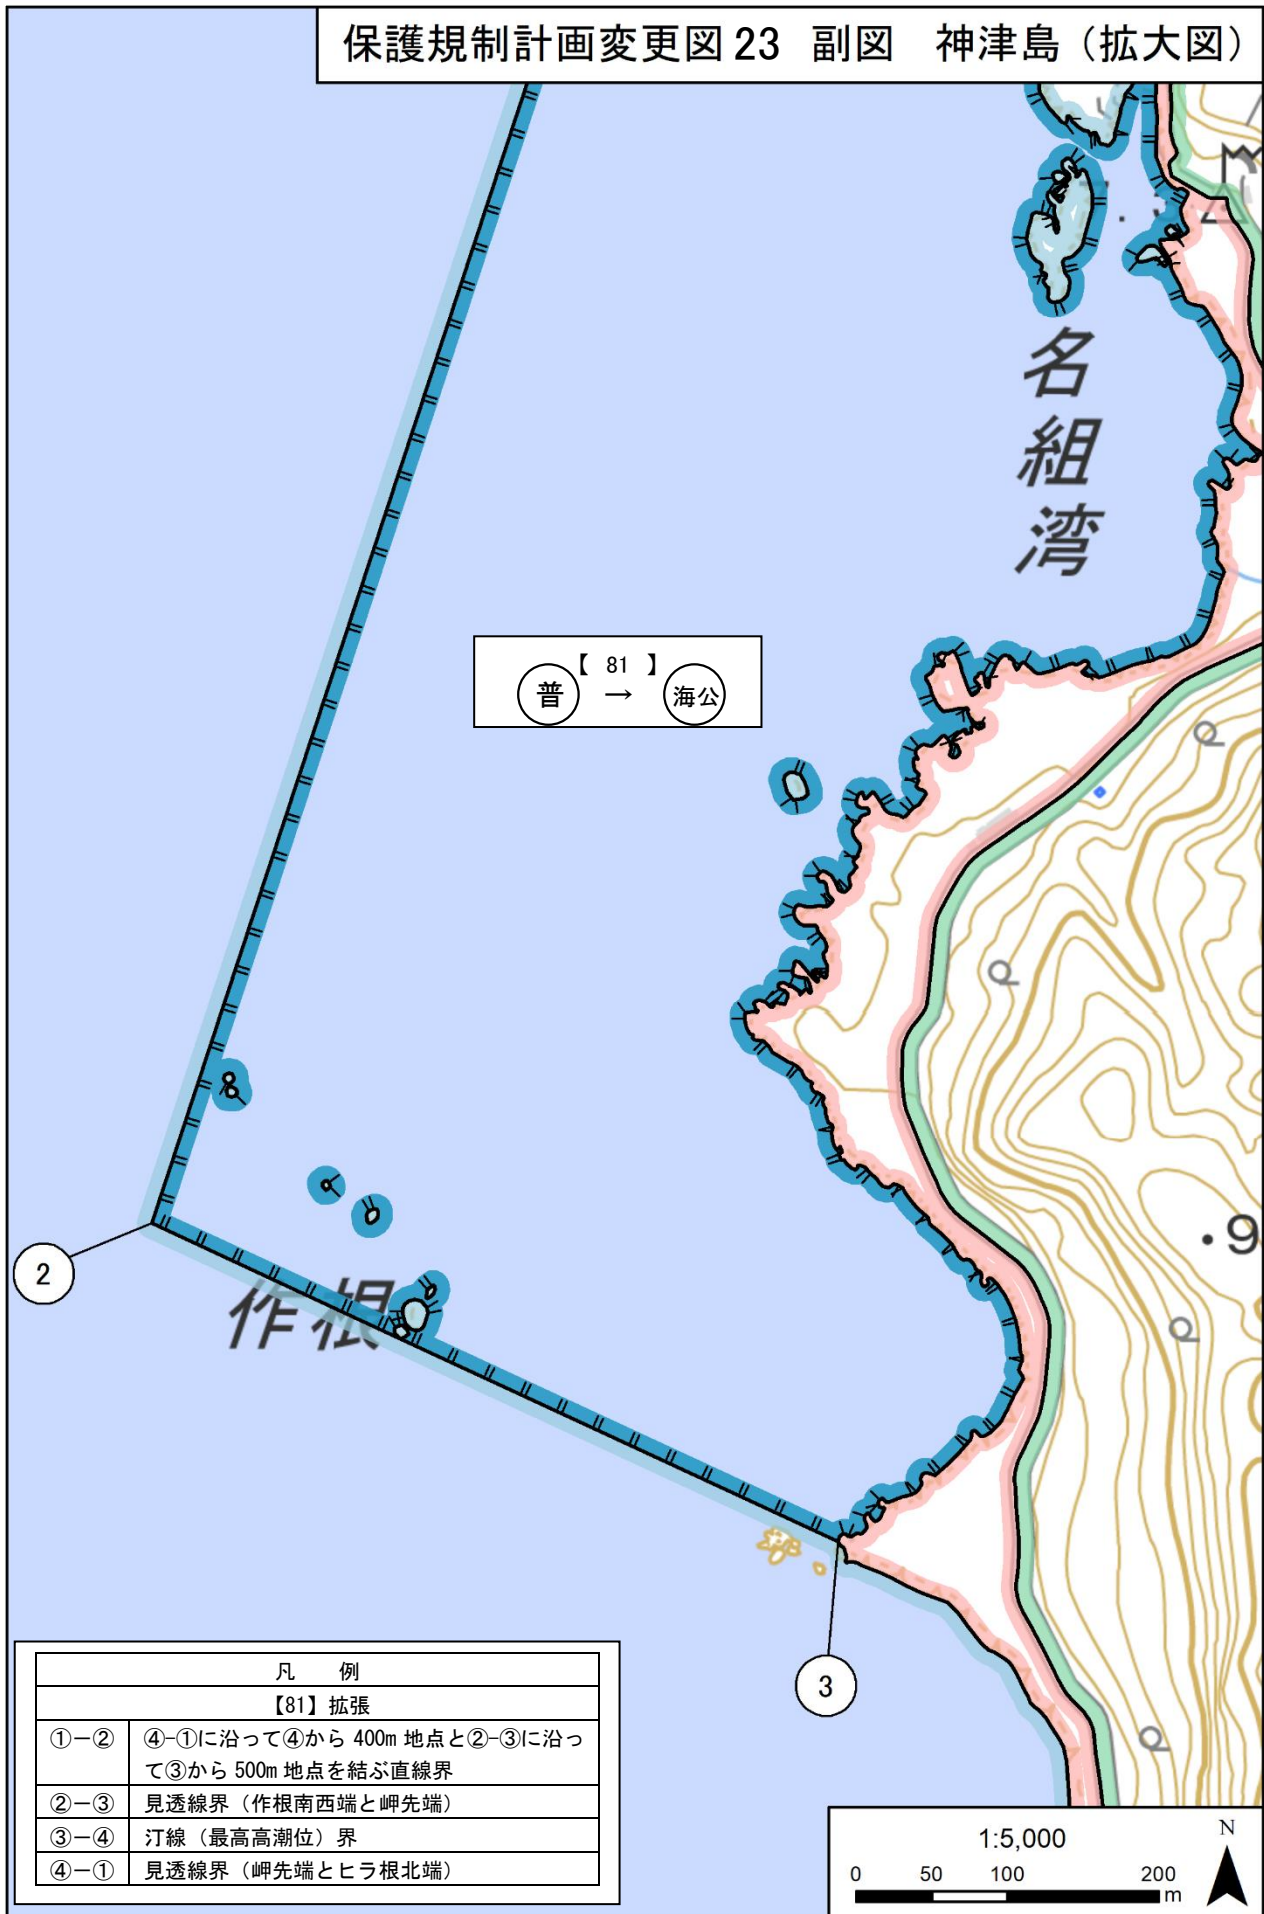 保護規制計画変更図 23 副図 神津島（拡大図）
名組湾
【 81 】
普 → 海公
・9
2
作根
3
凡 例
【81】拡張
①－② ④-①に沿って④から 400m 地点と②-③に沿っ
て③から 500m 地点を結ぶ直線界
②－③ 見透線界（作根南西端と岬先端）
③－④ 汀線（最高高潮位）界
④－① 見透線界（岬先端とヒラ根北端）
1:5,000
N
0 50 100 200
m